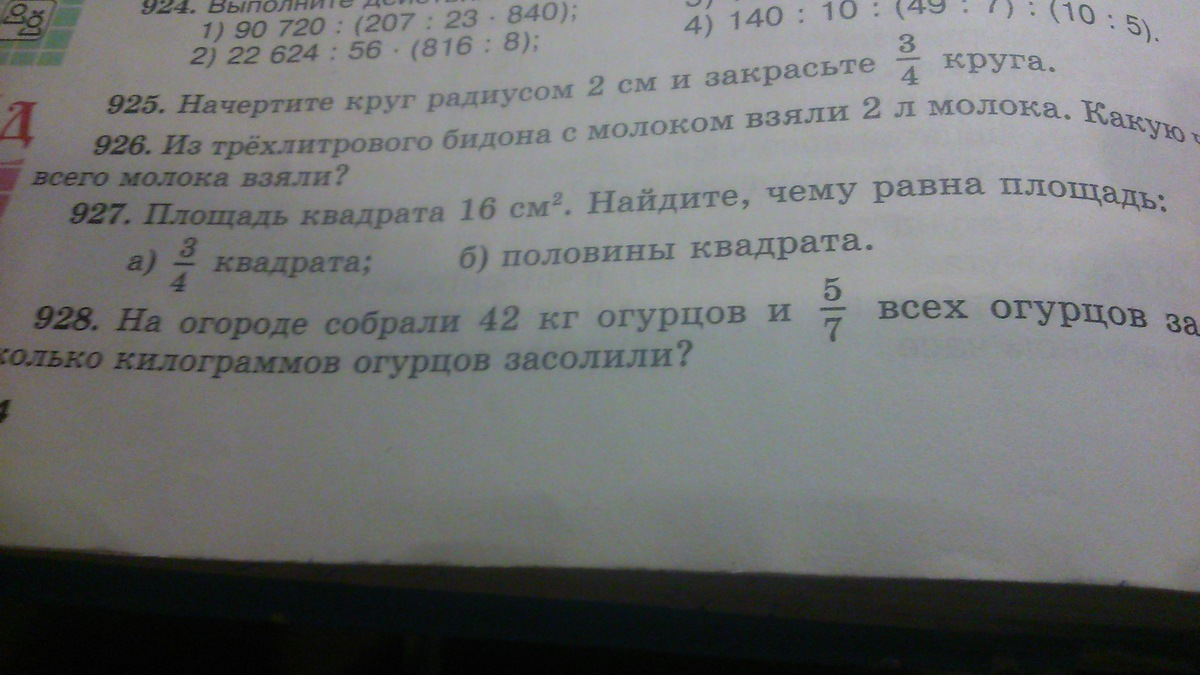 924. Выполните
1) 90 720 : (207 : 23 · 840);
2) 22 624 : 56 · (816 : 8);
4) 140 : 10 : (49 : 7) : (10 : 5).
925. Начертите круг радиусом 2 см и закрасьте 3/4 круга.
926. Из трёхлитрового бидона с молоком взяли 2 л молока. Какую
всего молока взяли?
927. Площадь квадрата 16 см². Найдите, чему равна площадь:
а) 3/4 квадрата; б) половины квадрата.
928. На огороде собрали 42 кг огурцов и 5/7 всех огурцов за
колько килограммов огурцов засолили?
4
Д